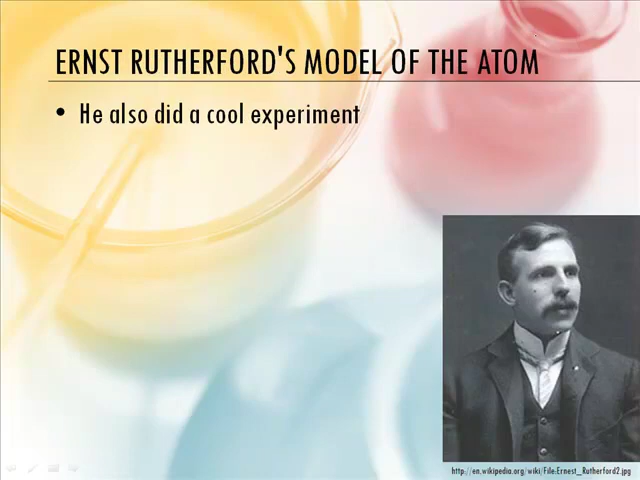 ERNST RUTHERFORD'S MODEL OF THE ATOM
• He also did a cool experiment
http://en.wikipedia.org/wiki/File:Ernest_Rutherford2.jpg